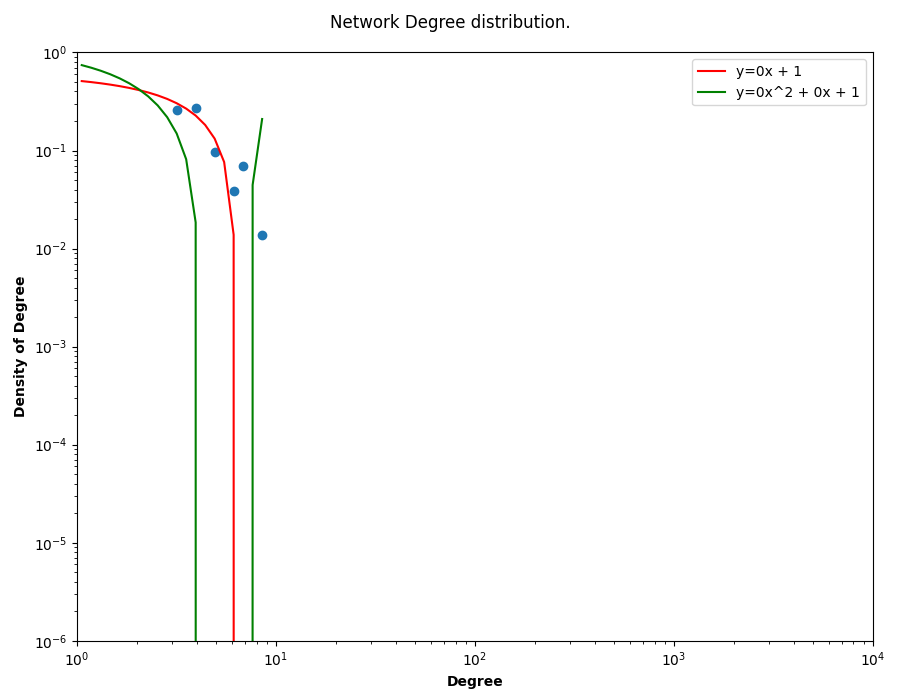 Network Degree distribution.
y=0x + 1
y=0x^2 + 0x + 1
10^0
10^-1
10^-2
10^-3
10^-4
10^-5
10^-6
Density of Degree
10^0
10^1
10^2
10^3
10^4
Degree